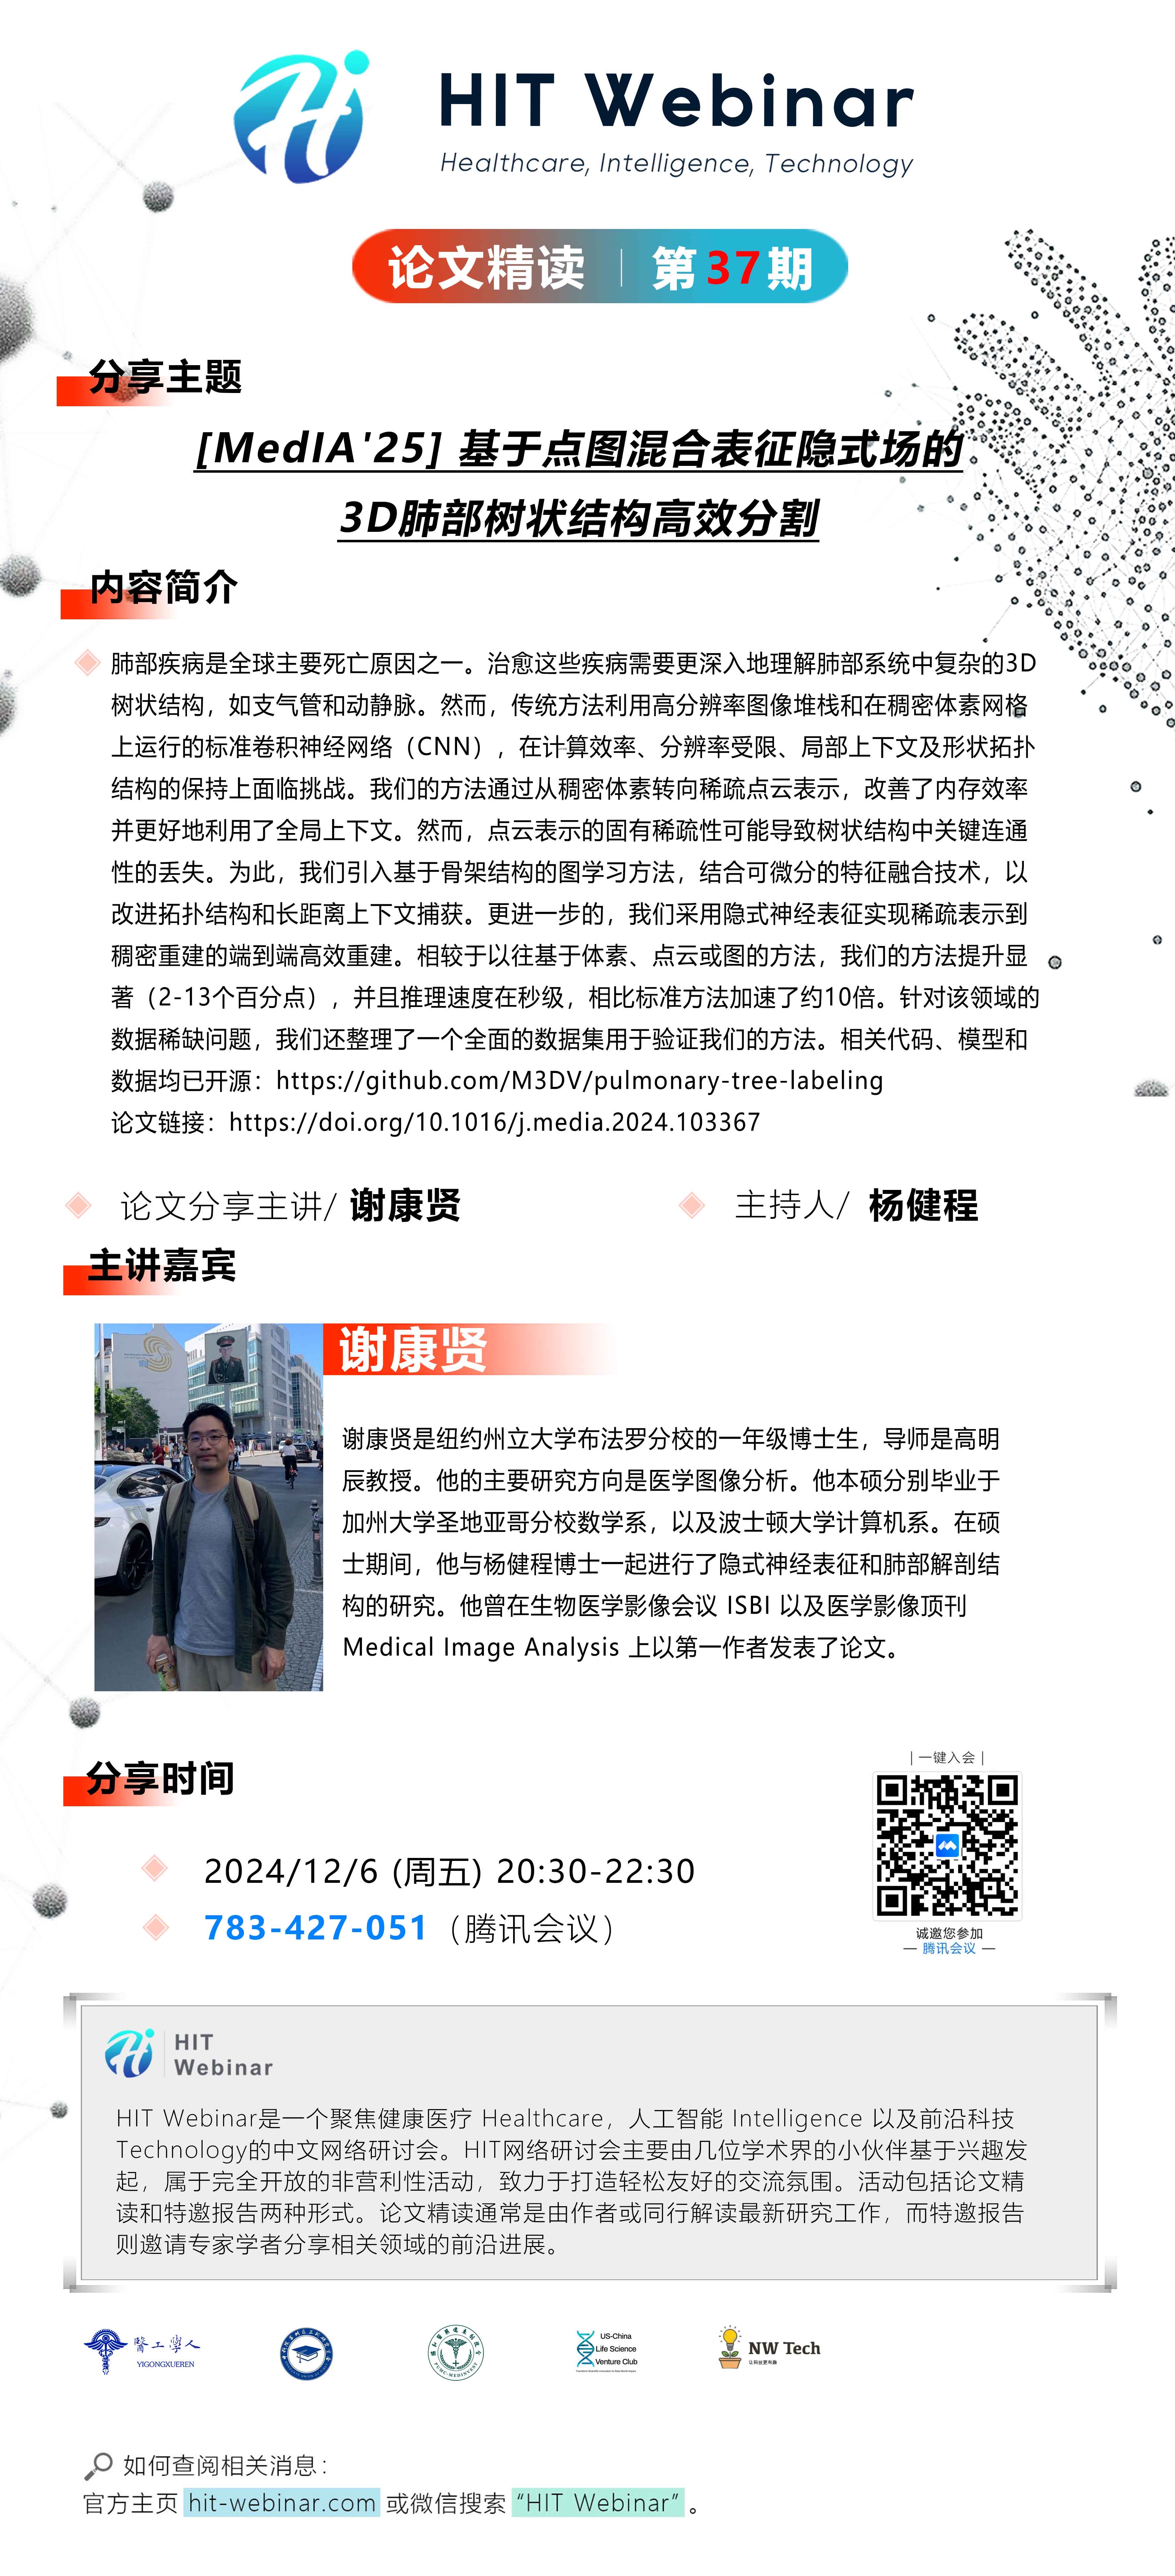 HIT Webinar
Healthcare, Intelligence, Technology
论文精读 | 第37期
分享主题
[MedIA'25] 基于点图混合表征隐式场的
3D肺部树状结构高效分割
内容简介
肺部疾病是全球主要死亡原因之一。治愈这些疾病需要更深入地理解肺部系统中复杂的3D
树状结构，如支气管和动静脉。然而，传统方法利用高分辨率图像堆栈和在稠密体素网格
上运行的标准卷积神经网络（CNN），在计算效率、分辨率受限、局部上下文及形状拓扑
结构的保持上面临挑战。我们的方法通过从稠密体素转向稀疏点云表示，改善了内存效率
并更好地利用了全局上下文。然而，点云表示的固有稀疏性可能导致树状结构中关键连通
性的丢失。为此，我们引入基于骨架结构的图学习方法，结合可微分的特征融合技术，以
改进拓扑结构和长距离上下文捕获。更进一步的，我们采用隐式神经表征实现稀疏表示到
稠密重建的端到端高效重建。相较于以往基于体素、点云或图的方法，我们的方法提升显
著（2-13个百分点），并且推理速度在秒级，相比标准方法加速了约10倍。针对该领域的
数据稀缺问题，我们还整理了一个全面的数据集用于验证我们的方法。相关代码、模型和
数据均已开源：https://github.com/M3DV/pulmonary-tree-labeling
论文链接：https://doi.org/10.1016/j.media.2024.103367
论文分享主讲/ 谢康贤
主持人/ 杨健程
主讲嘉宾
谢康贤
谢康贤是纽约州立大学布法罗分校的一年级博士生，导师是高明
辰教授。他的主要研究方向是医学图像分析。他本硕分别毕业于
加州大学圣地亚哥分校数学系，以及波士顿大学计算机系。在硕
士期间，他与杨健程博士一起进行了隐式神经表征和肺部解剖结
构的研究。他曾在生物医学影像会议 ISBI 以及医学影像顶刊
Medical Image Analysis 上以第一作者发表了论文。
分享时间
| 一键入会 |
2024/12/6 (周五) 20:30-22:30
783-427-051（腾讯会议）
诚邀您参加
— 腾讯会议 —
HIT
Webinar
HIT Webinar是一个聚焦健康医疗 Healthcare，人工智能 Intelligence 以及前沿科技
Technology的中文网络研讨会。HIT网络研讨会主要由几位学术界的小伙伴基于兴趣发
起，属于完全开放的非营利性活动，致力于打造轻松友好的交流氛围。活动包括论文精
读和特邀报告两种形式。论文精读通常是由作者或同行解读最新研究工作，而特邀报告
则邀请专家学者分享相关领域的前沿进展。
醫工學人
YIGONGXUEREN
US-China
Life Science
Venture Club
NW Tech
让科技更有趣
如何查阅相关消息：
官方主页 hit-webinar.com 或微信搜索 “HIT Webinar” 。